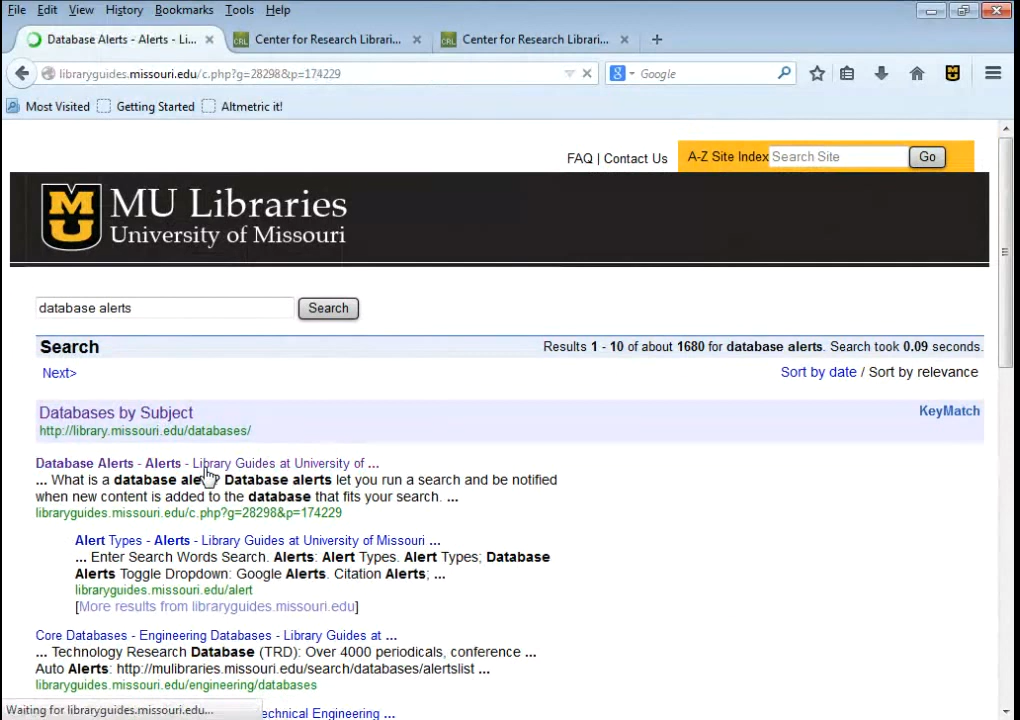 File Edit View History Bookmarks Tools Help
Database Alerts - Alerts - Li... Center for Research Librari... Center for Research Librari...
libraryguides.missouri.edu/c.php?g=28298&p=174229 Google
Most Visited Getting Started Altmetric it!
FAQ | Contact Us A-Z Site Index Search Site Go
MU Libraries
University of Missouri
database alerts Search
Search Results 1 - 10 of about 1680 for database alerts. Search took 0.09 seconds.
Next> Sort by date / Sort by relevance
Databases by Subject KeyMatch
http://library.missouri.edu/databases/
Database Alerts - Alerts - Library Guides at University of ...
... What is a database alert? Database alerts let you run a search and be notified
when new content is added to the database that fits your search. ...
libraryguides.missouri.edu/c.php?g=28298&p=174229
Alert Types - Alerts - Library Guides at University of Missouri ...
... Enter Search Words Search. Alerts: Alert Types. Alert Types; Database
Alerts Toggle Dropdown: Google Alerts. Citation Alerts; ...
libraryguides.missouri.edu/alert
[More results from libraryguides.missouri.edu]
Core Databases - Engineering Databases - Library Guides at ...
... Technology Research Database (TRD): Over 4000 periodicals, conference ...
Auto Alerts: http://mulibraries.missouri.edu/search/databases/alertslist ...
libraryguides.missouri.edu/engineering/databases
Waiting for libraryguides.missouri.edu... echnical Engineering ...